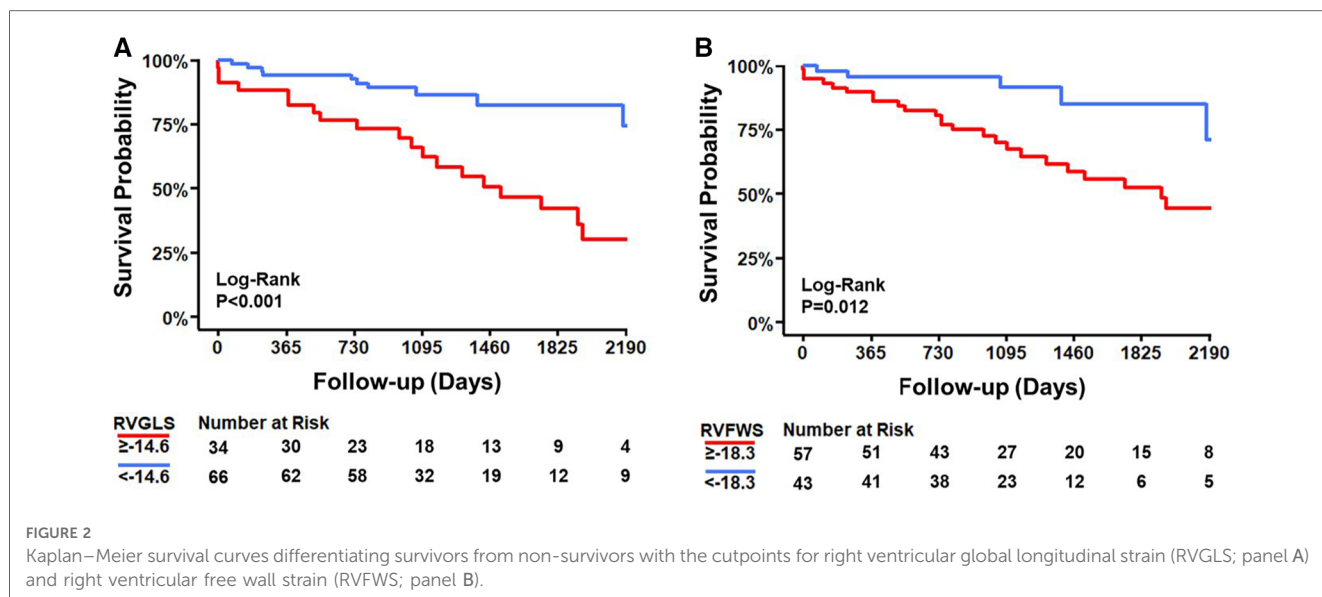 A
100%
75%
50%
25%
0%
Survival Probability
Log-Rank
P<0.001
0 365 730 1095 1460 1825 2190
Follow-up (Days)
RVGLS Number at Risk
≥-14.6 34 30 23 18 13 9 4
<-14.6 66 62 58 32 19 12 9
B
100%
75%
50%
25%
0%
Survival Probability
Log-Rank
P=0.012
0 365 730 1095 1460 1825 2190
Follow-up (Days)
RVFWS Number at Risk
≥-18.3 57 51 43 27 20 15 8
<-18.3 43 41 38 23 12 6 5
FIGURE 2
Kaplan–Meier survival curves differentiating survivors from non-survivors with the cutpoints for right ventricular global longitudinal strain (RVGLS; panel A)
and right ventricular free wall strain (RVFWS; panel B).